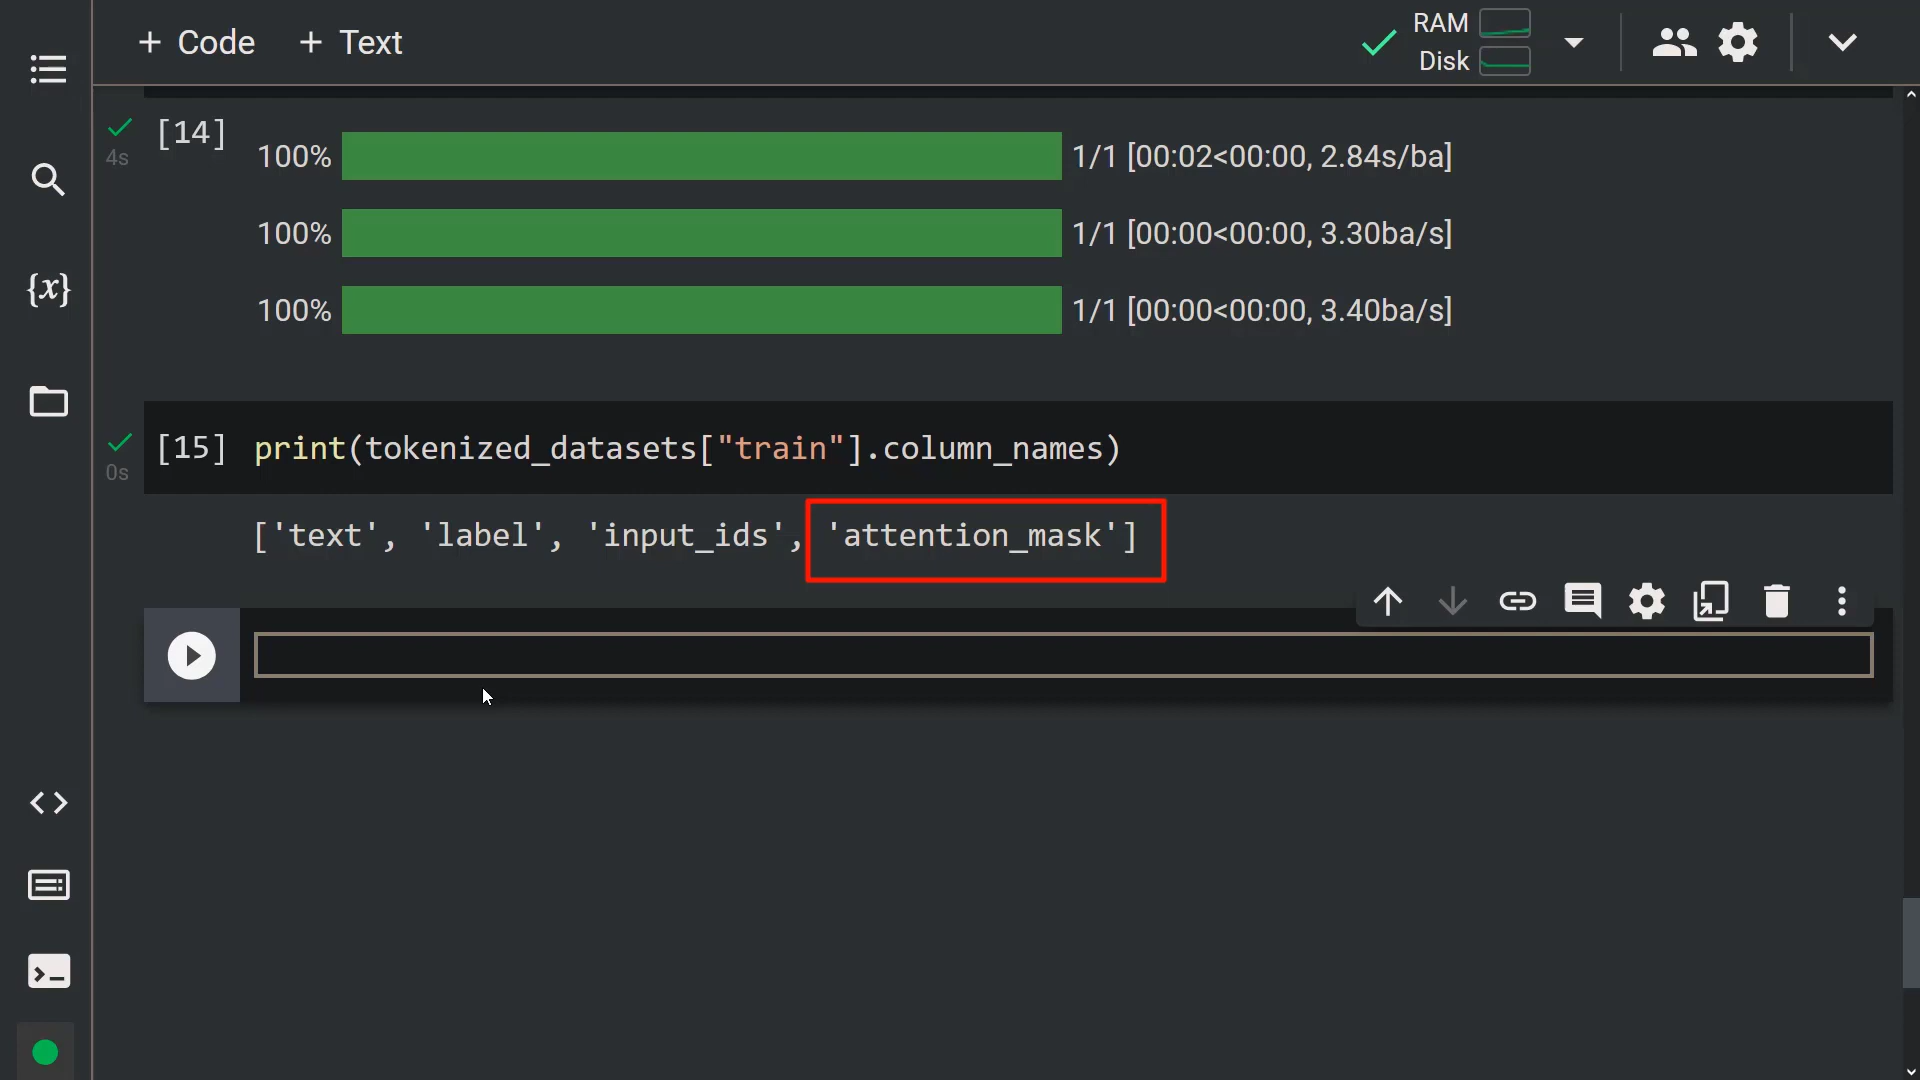 + Code + Text
RAM
Disk
4s
[14]
100% 1/1 [00:02<00:00, 2.84s/ba]
100% 1/1 [00:00<00:00, 3.30ba/s]
100% 1/1 [00:00<00:00, 3.40ba/s]
{x}
0s
[15] print(tokenized_datasets["train"].column_names)
['text', 'label', 'input_ids', 'attention_mask']